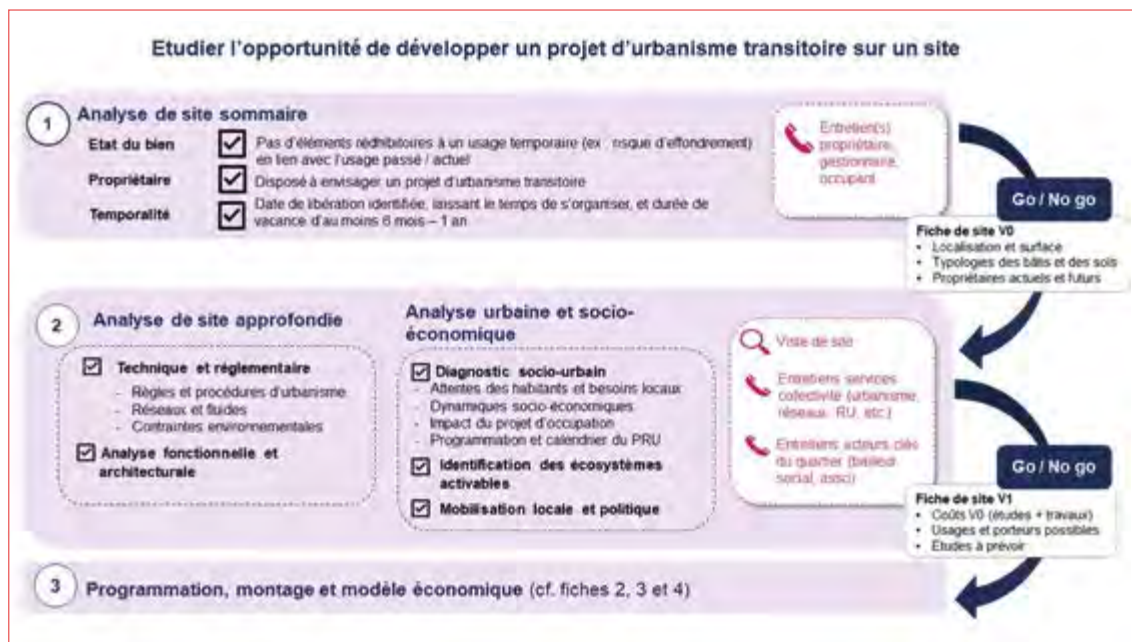 Etudier l'opportunité de développer un projet d'urbanisme transitoire sur un site
1
Analyse de site sommaire
Etat du bien
Pas d'éléments rédhibitoires à un usage temporaire (ex : risque d'effondrement)
en lien avec l'usage passé / actuel
Propriétaire
Disposé à envisager un projet d'urbanisme transitoire
Temporalité
Date de libération identifiée, laissant le temps de s'organiser, et durée de
vacance d'au moins 6 mois – 1 an
Entretien(s)
propriétaire,
gestionnaire,
occupant
Go / No go
Fiche de site V0
• Localisation et surface
• Typologies des bâtis et des sols
• Propriétaires actuels et futurs
2
Analyse de site approfondie
Technique et réglementaire
- Règles et procédures d'urbanisme
- Réseaux et fluides
- Contraintes environnementales
Analyse fonctionnelle et
architecturale
Analyse urbaine et socio-
économique
Diagnostic socio-urbain
- Attentes des habitants et besoins locaux
- Dynamiques socio-économiques
- Impact du projet d'occupation
- Programmation et calendrier du PRU
Identification des écosystèmes
activables
Mobilisation locale et politique
Visite de site
Entretiens services
collectivité (urbanisme,
réseaux, RU, etc.)
Entretiens acteurs clés
du quartier (bailleur
social, asso)
Go / No go
Fiche de site V1
• Coûts V0 (études + travaux)
• Usages et porteurs possibles
• Etudes à prévoir
3
Programmation, montage et modèle économique (cf. fiches 2, 3 et 4)